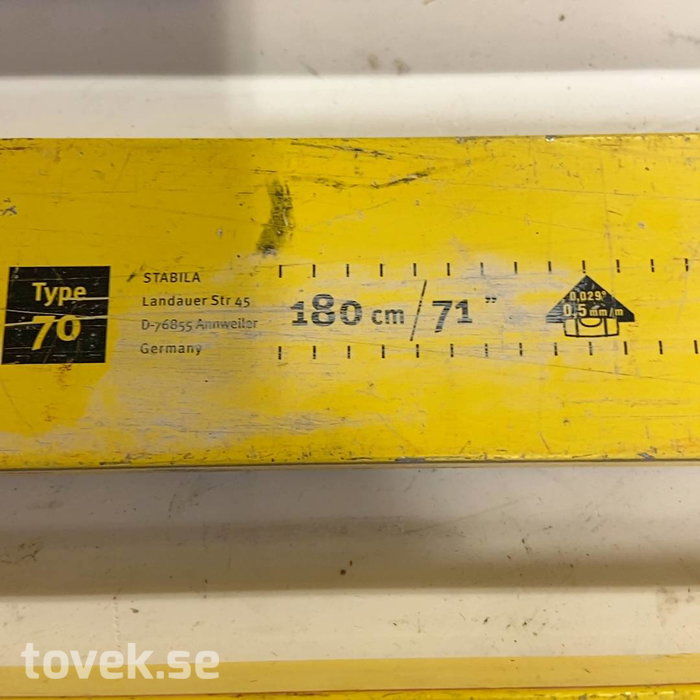 Type
70
STABILA
Landauer Str 45
D-76855 Annweiler
Germany
180 cm / 71"
0,029°
0,5 mm/m
tovek.se